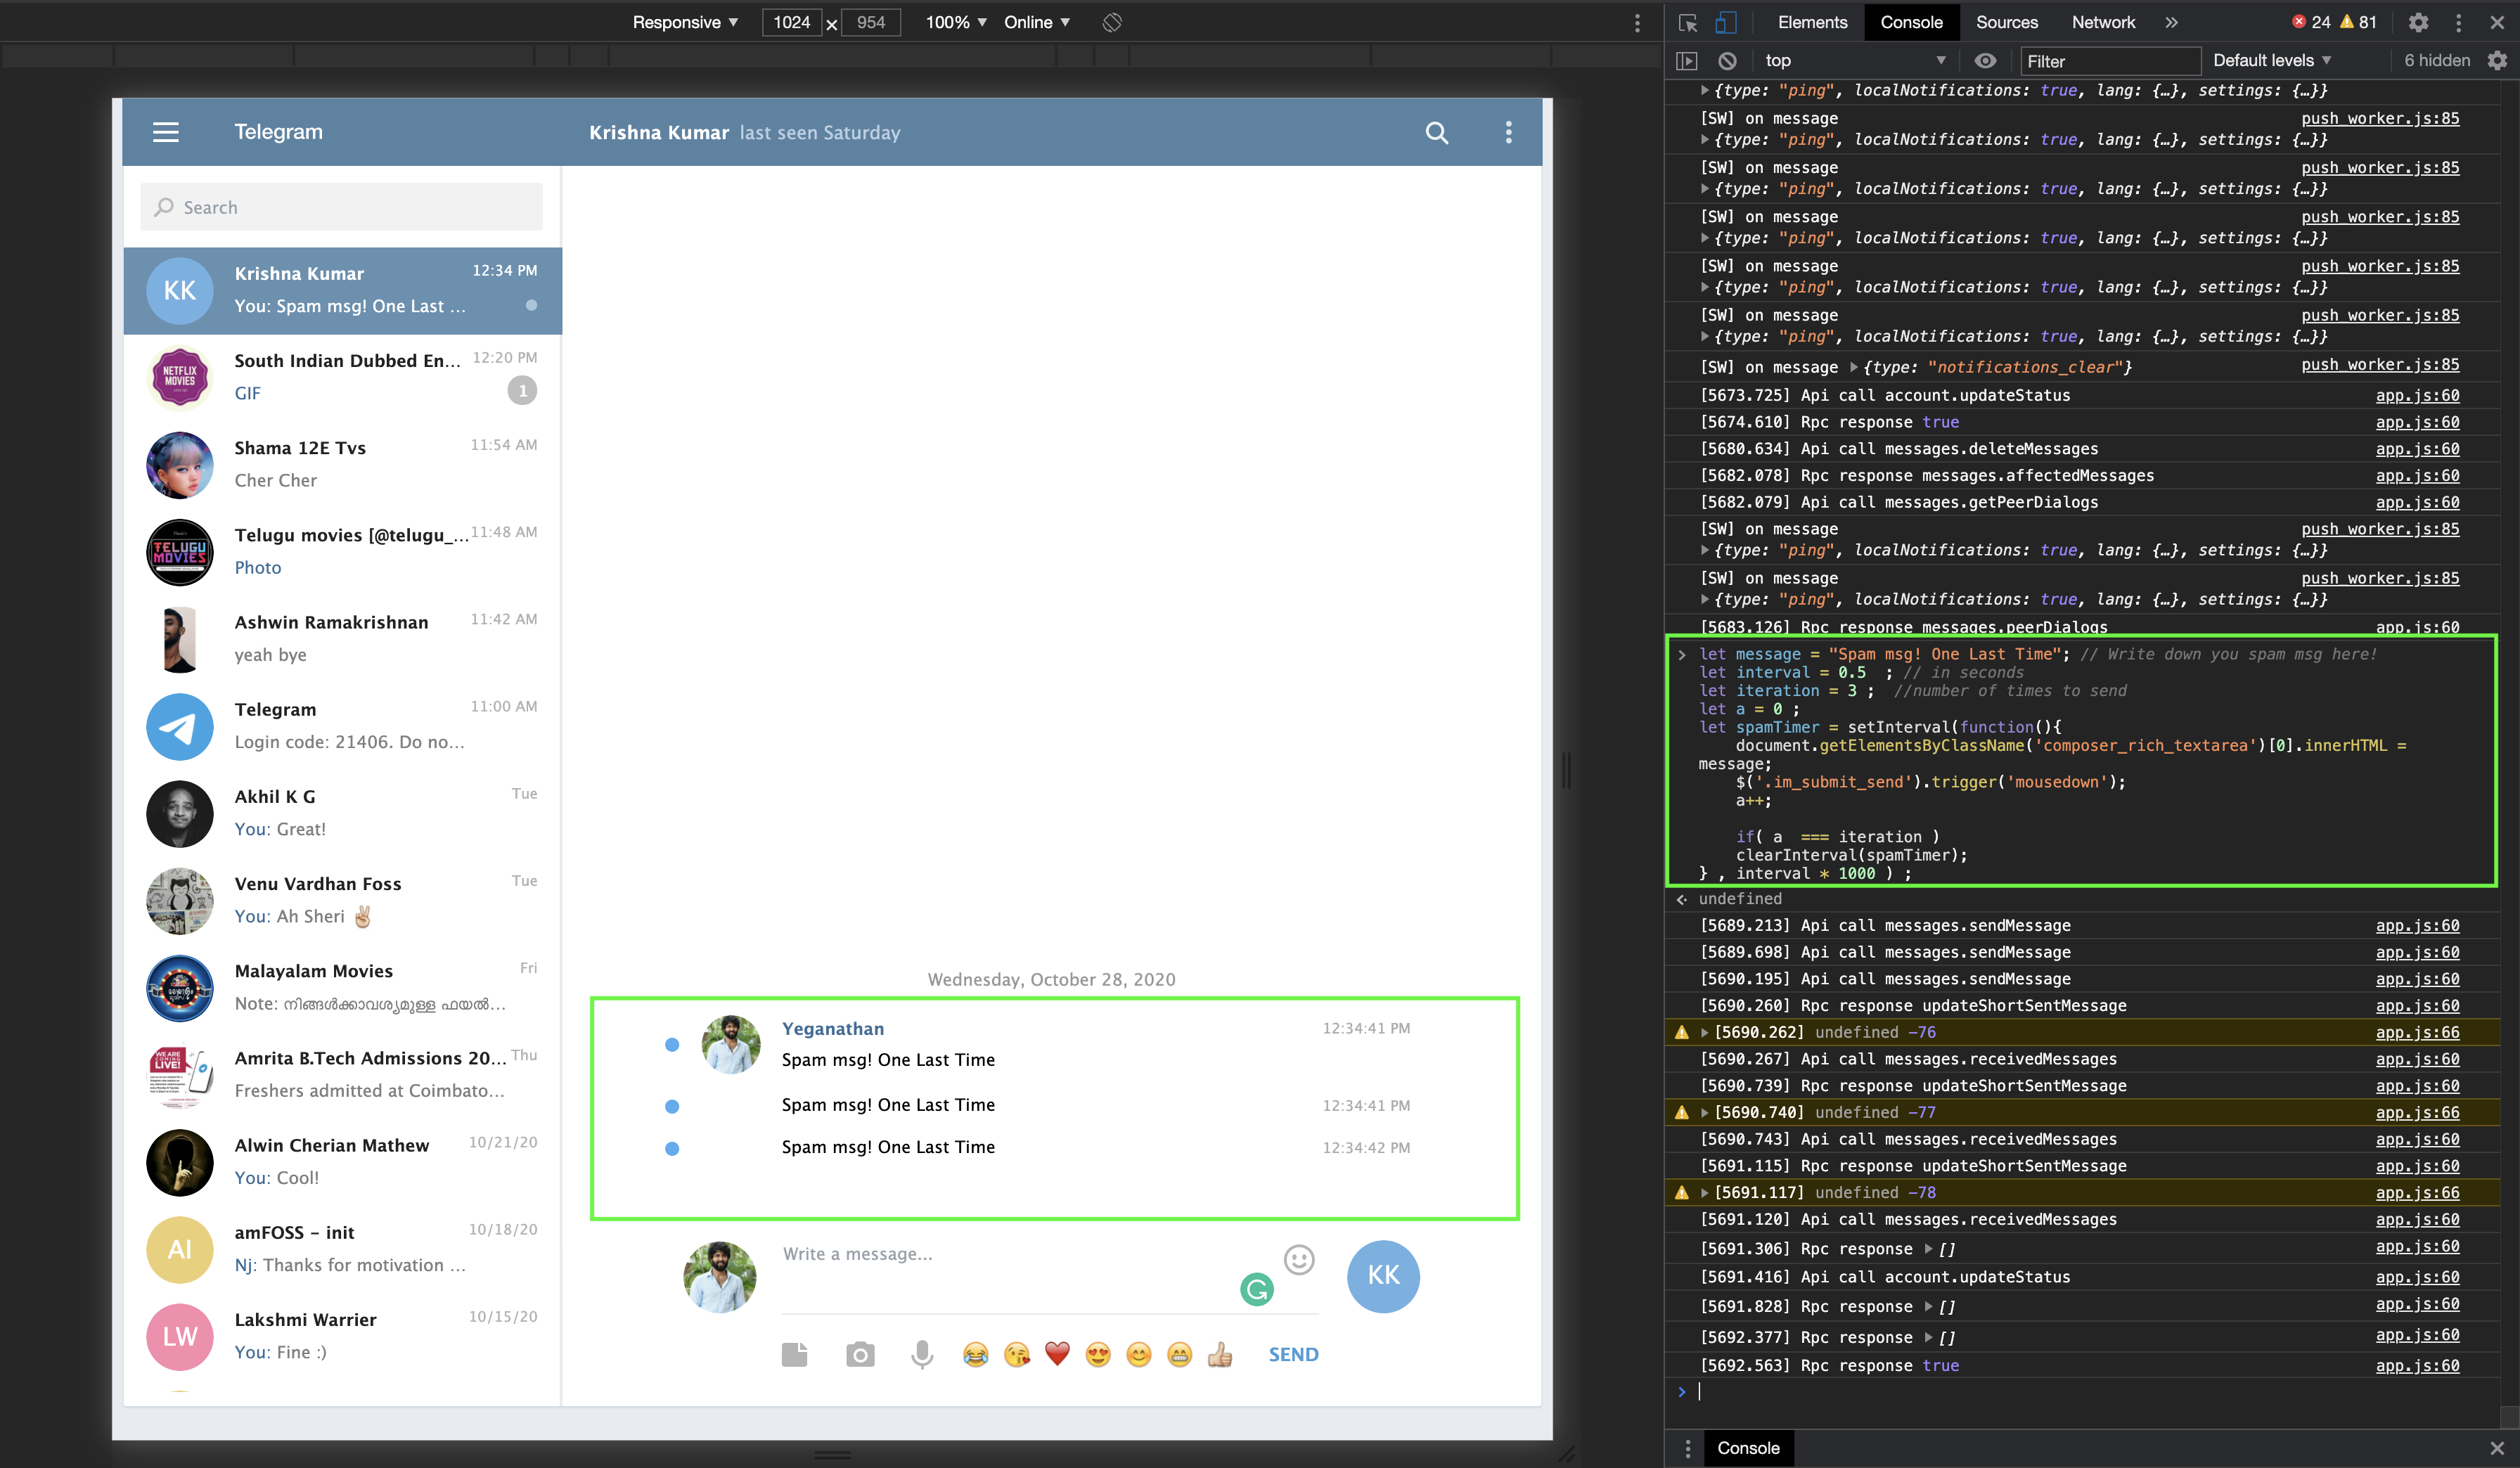 Responsive ▼ 1024 × 954 100% ▼ Online ▼
Telegram
Krishna Kumar last seen Saturday
Search
KK
Krishna Kumar 12:34 PM
You: Spam msg! One Last ...
NETFLIX
MOVIES
South Indian Dubbed En... 12:20 PM
GIF 1
Shama 12E Tvs 11:54 AM
Cher Cher
TELUGU
MOVIES
Telugu movies [@telugu_... 11:48 AM
Photo
Ashwin Ramakrishnan 11:42 AM
yeah bye
Telegram 11:00 AM
Login code: 21406. Do no...
Akhil K G Tue
You: Great!
Venu Vardhan Foss Tue
You: Ah Sheri ✌
Malayalam Movies Fri
Note: നിങ്ങൾക്കാവശ്യമുള്ള ഫയൽ...
WE ARE
COMING
LIVE!
Amrita B.Tech Admissions 20... Thu
Freshers admitted at Coimbato...
Alwin Cherian Mathew 10/21/20
You: Cool!
AI
amFOSS – init 10/18/20
Nj: Thanks for motivation ...
LW
Lakshmi Warrier 10/15/20
You: Fine :)
Wednesday, October 28, 2020
Yeganathan 12:34:41 PM
Spam msg! One Last Time
Spam msg! One Last Time 12:34:41 PM
Spam msg! One Last Time 12:34:42 PM
Write a message...
KK
SEND
Elements Console Sources Network » 24 81
top ▼ Filter Default levels ▼ 6 hidden
{type: "ping", localNotifications: true, lang: {…}, settings: {…}}
[SW] on message push_worker.js:85
{type: "ping", localNotifications: true, lang: {…}, settings: {…}}
[SW] on message push_worker.js:85
{type: "ping", localNotifications: true, lang: {…}, settings: {…}}
[SW] on message push_worker.js:85
{type: "ping", localNotifications: true, lang: {…}, settings: {…}}
[SW] on message push_worker.js:85
{type: "ping", localNotifications: true, lang: {…}, settings: {…}}
[SW] on message push_worker.js:85
{type: "ping", localNotifications: true, lang: {…}, settings: {…}}
[SW] on message {type: "notifications_clear"} push_worker.js:85
[5673.725] Api call account.updateStatus app.js:60
[5674.610] Rpc response true app.js:60
[5680.634] Api call messages.deleteMessages app.js:60
[5682.078] Rpc response messages.affectedMessages app.js:60
[5682.079] Api call messages.getPeerDialogs app.js:60
[SW] on message push_worker.js:85
{type: "ping", localNotifications: true, lang: {…}, settings: {…}}
[SW] on message push_worker.js:85
{type: "ping", localNotifications: true, lang: {…}, settings: {…}}
[5683.126] Rpc response messages.peerDialogs app.js:60
> let message = "Spam msg! One Last Time"; // Write down you spam msg here!
let interval = 0.5 ; // in seconds
let iteration = 3 ; //number of times to send
let a = 0 ;
let spamTimer = setInterval(function(){
document.getElementsByClassName('composer_rich_textarea')[0].innerHTML =
message;
$('.im_submit_send').trigger('mousedown');
a++;
if( a === iteration )
clearInterval(spamTimer);
} , interval * 1000 ) ;
undefined
[5689.213] Api call messages.sendMessage app.js:60
[5689.698] Api call messages.sendMessage app.js:60
[5690.195] Api call messages.sendMessage app.js:60
[5690.260] Rpc response updateShortSentMessage app.js:60
[5690.262] undefined -76 app.js:66
[5690.267] Api call messages.receivedMessages app.js:60
[5690.739] Rpc response updateShortSentMessage app.js:60
[5690.740] undefined -77 app.js:66
[5690.743] Api call messages.receivedMessages app.js:60
[5691.115] Rpc response updateShortSentMessage app.js:60
[5691.117] undefined -78 app.js:66
[5691.120] Api call messages.receivedMessages app.js:60
[5691.306] Rpc response [] app.js:60
[5691.416] Api call account.updateStatus app.js:60
[5691.828] Rpc response [] app.js:60
[5692.377] Rpc response [] app.js:60
[5692.563] Rpc response true app.js:60
>
Console